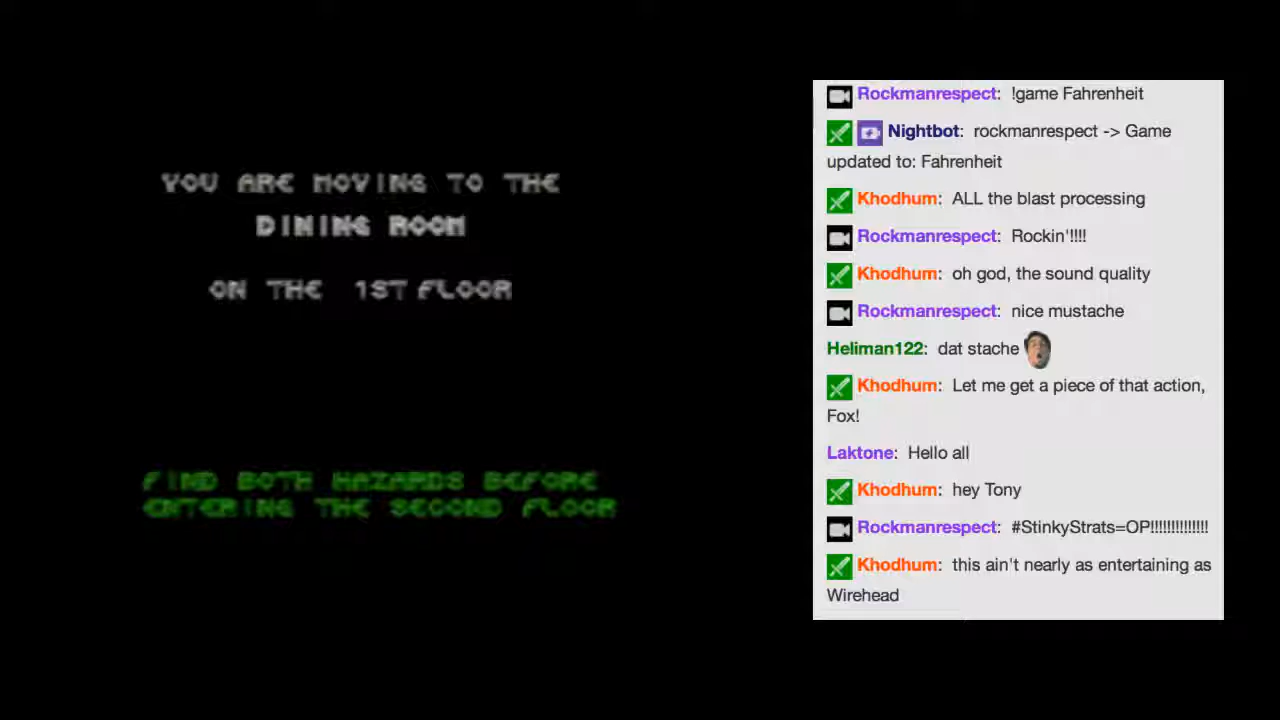 YOU ARE MOVING TO THE
DINING ROOM
ON THE 1ST FLOOR
FIND BOTH HAZARDS BEFORE
ENTERING THE SECOND FLOOR
Rockmanrespect: !game Fahrenheit
Nightbot: rockmanrespect -> Game
updated to: Fahrenheit
Khodhum: ALL the blast processing
Rockmanrespect: Rockin'!!!!
Khodhum: oh god, the sound quality
Rockmanrespect: nice mustache
Heliman122: dat stache
Khodhum: Let me get a piece of that action,
Fox!
Laktone: Hello all
Khodhum: hey Tony
Rockmanrespect: #StinkyStrats=OP!!!!!!!!!!!!!!
Khodhum: this ain't nearly as entertaining as
Wirehead